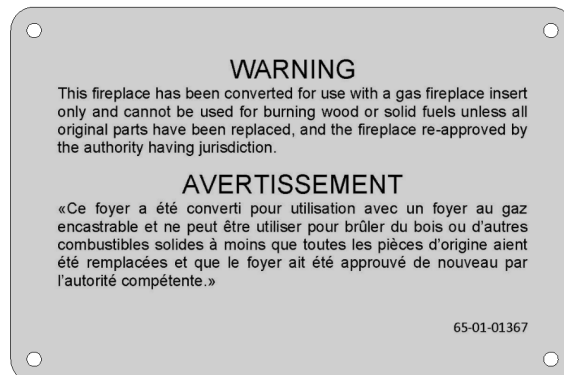 WARNING
This fireplace has been converted for use with a gas fireplace insert
only and cannot be used for burning wood or solid fuels unless all
original parts have been replaced, and the fireplace re-approved by
the authority having jurisdiction.
AVERTISSEMENT
«Ce foyer a été converti pour utilisation avec un foyer au gaz
encastrable et ne peut être utiliser pour brûler du bois ou d’autres
combustibles solides à moins que toutes les pièces d’origine aient
été remplacées et que le foyer ait été approuvé de nouveau par
l’autorité compétente.»
65-01-01367